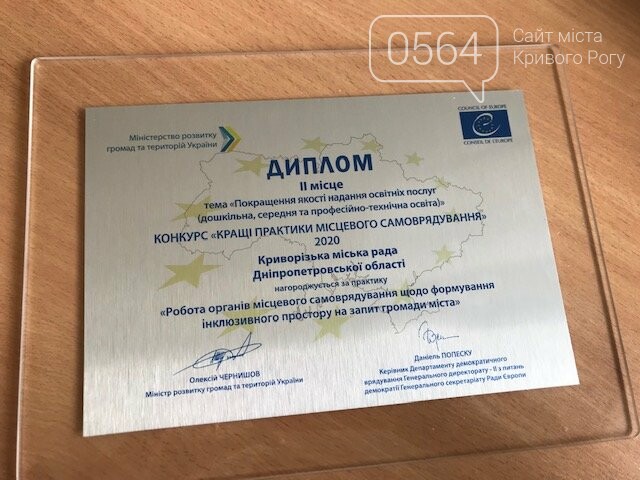 0564
Сайт міста
Кривого Рогу
Міністерство розвитку
громад та територій України
COUNCIL OF EUROPE
CONSEIL DE L'EUROPE
ДИПЛОМ
ІІ місце
тема «Покращення якості надання освітніх послуг
(дошкільна, середня та професійно-технічна освіта)»
КОНКУРС «КРАЩІ ПРАКТИКИ МІСЦЕВОГО САМОВРЯДУВАННЯ»
2020
Криворізька міська рада
Дніпропетровської області
нагороджується за практику
«Робота органів місцевого самоврядування щодо формування
інклюзивного простору на запит громади міста»
Олексій ЧЕРНИШОВ
Міністр розвитку громад та територій України
Даніель ПОПЕСКУ
Керівник Департаменту демократичного
врядування Генерального директорату - ІІ з питань
демократії Генерального секретаріату Ради Європи